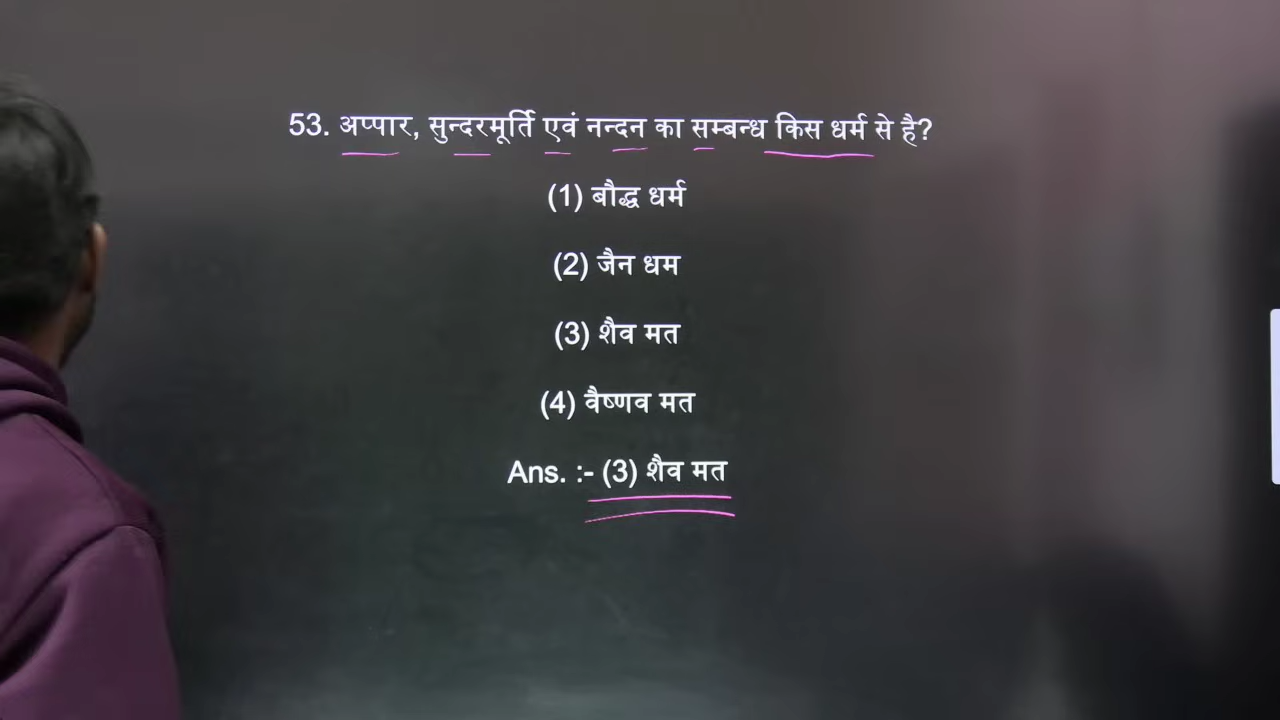 53. अप्पार, सुन्दरमूर्ति एवं नन्दन का सम्बन्ध किस धर्म से है?
(1) बौद्ध धर्म
(2) जैन धम
(3) शैव मत
(4) वैष्णव मत
Ans. :- (3) शैव मत